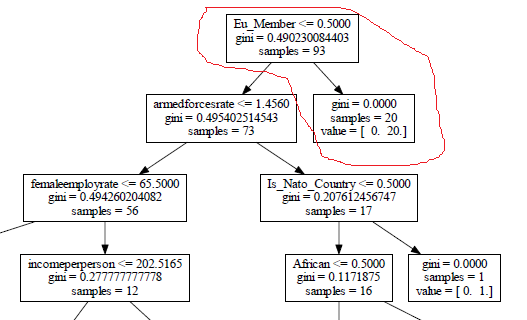 Eu_Member <= 0.5000
gini = 0.490230084403
samples = 93
armedforcesrate <= 1.4560
gini = 0.495402514543
samples = 73
gini = 0.0000
samples = 20
value = [ 0. 20.]
femaleemployrate <= 65.5000
gini = 0.494260204082
samples = 56
Is_Nato_Country <= 0.5000
gini = 0.207612456747
samples = 17
incomeperperson <= 202.5165
gini = 0.277777777778
samples = 12
African <= 0.5000
gini = 0.1171875
samples = 16
gini = 0.0000
samples = 1
value = [ 0. 1.]